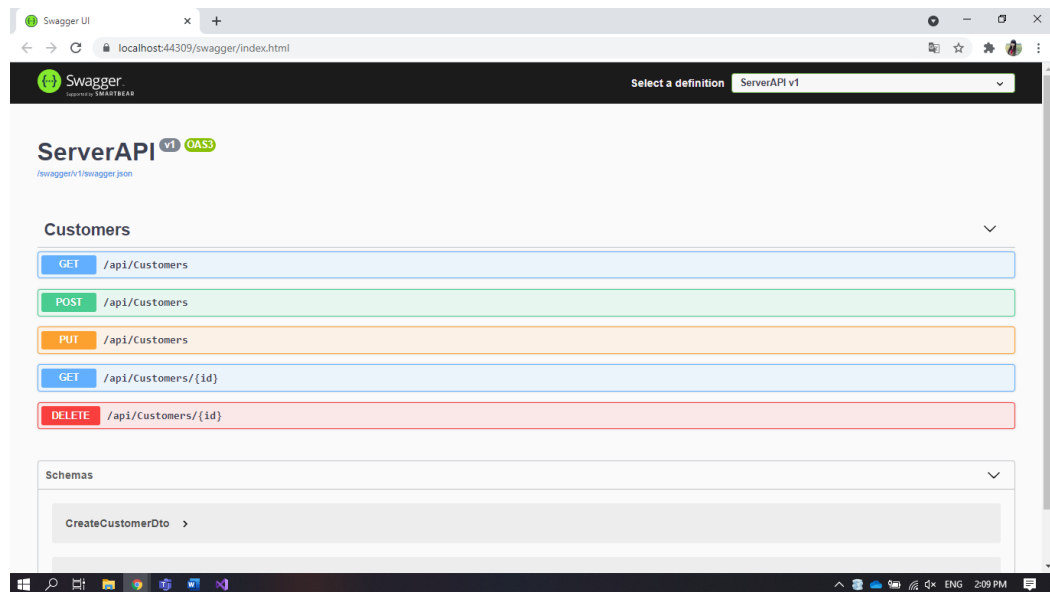 Swagger UI
localhost:44309/swagger/index.html
Swagger
Supported by SMARTBEAR
Select a definition
ServerAPI v1
ServerAPI v1 OAS3
/swagger/v1/swagger.json
Customers
GET /api/Customers
POST /api/Customers
PUT /api/Customers
GET /api/Customers/{id}
DELETE /api/Customers/{id}
Schemas
CreateCustomerDto
ENG 2:09 PM